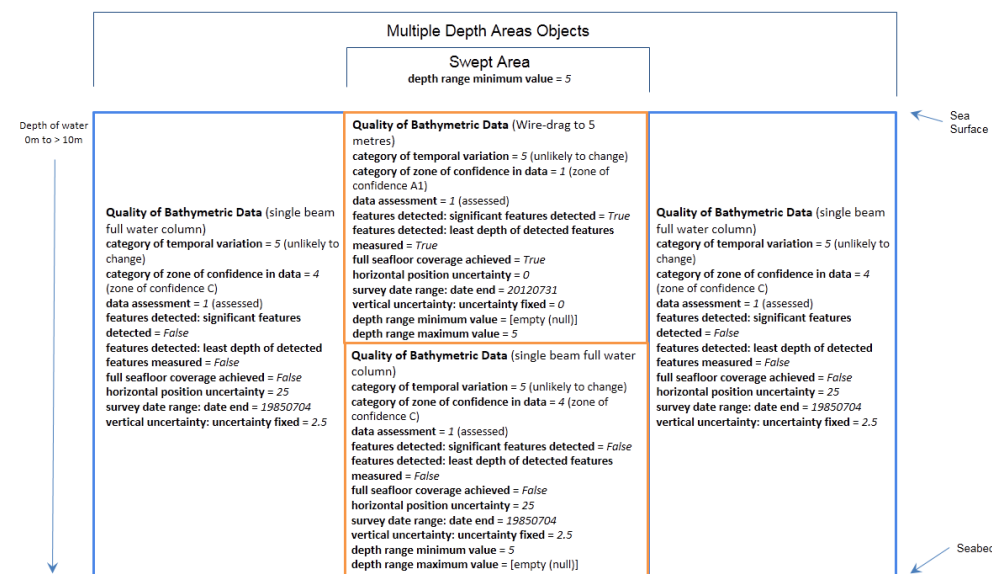 Multiple Depth Areas Objects
Swept Area
depth range minimum value = 5
Depth of water
0m to > 10m
Sea
Surface
Quality of Bathymetric Data (single beam
full water column)
category of temporal variation = 5 (unlikely to
change)
category of zone of confidence in data = 4
(zone of confidence C)
data assessment = 1 (assessed)
features detected: significant features
detected = False
features detected: least depth of detected
features measured = False
full seafloor coverage achieved = False
horizontal position uncertainty = 25
survey date range: date end = 19850704
vertical uncertainty: uncertainty fixed = 2.5
Quality of Bathymetric Data (Wire-drag to 5
metres)
category of temporal variation = 5 (unlikely to change)
category of zone of confidence in data = 1 (zone of
confidence A1)
data assessment = 1 (assessed)
features detected: significant features detected = True
features detected: least depth of detected features
measured = True
full seafloor coverage achieved = True
horizontal position uncertainty = 0
survey date range: date end = 20120731
vertical uncertainty: uncertainty fixed = 0
depth range minimum value = [empty (null)]
depth range maximum value = 5
Quality of Bathymetric Data (single beam full water
column)
category of temporal variation = 5 (unlikely to change)
category of zone of confidence in data = 4 (zone of
confidence C)
data assessment = 1 (assessed)
features detected: significant features detected = False
features detected: least depth of detected features
measured = False
full seafloor coverage achieved = False
horizontal position uncertainty = 25
survey date range: date end = 19850704
vertical uncertainty: uncertainty fixed = 2.5
depth range minimum value = 5
depth range maximum value = [empty (null)]
Quality of Bathymetric Data (single beam
full water column)
category of temporal variation = 5 (unlikely to
change)
category of zone of confidence in data = 4
(zone of confidence C)
data assessment = 1 (assessed)
features detected: significant features
detected = False
features detected: least depth of detected
features measured = False
full seafloor coverage achieved = False
horizontal position uncertainty = 25
survey date range: date end = 19850704
vertical uncertainty: uncertainty fixed = 2.5
Seabed